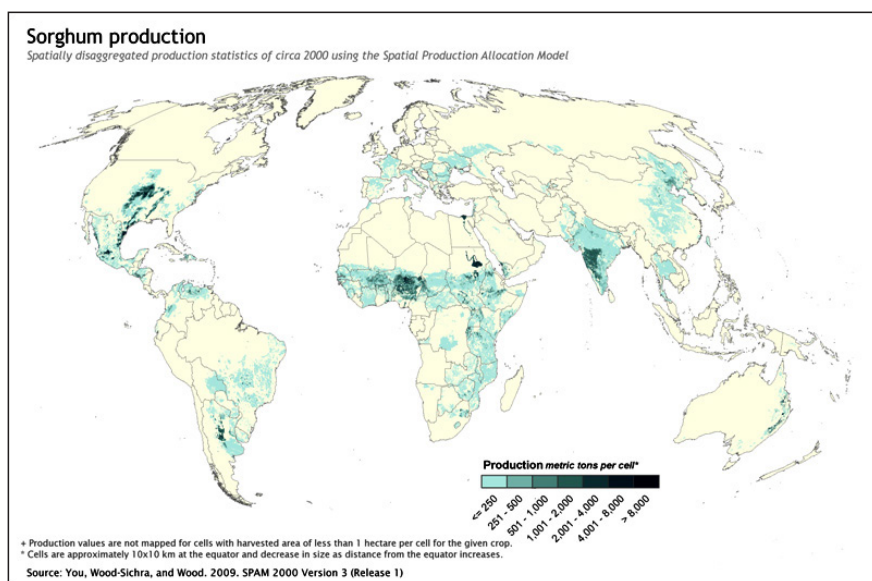 Sorghum production
Spatially disaggregated production statistics of circa 2000 using the Spatial Production Allocation Model
Production metric tons per cell*
<= 250
251 - 500
501 - 1,000
1,001 - 2,000
2,001 - 4,000
4,001 - 8,000
> 8,000
+ Production values are not mapped for cells with harvested area of less than 1 hectare per cell for the given crop.
* Cells are approximately 10x10 km at the equator and decrease in size as distance from the equator increases.
Source: You, Wood-Sichra, and Wood. 2009. SPAM 2000 Version 3 (Release 1)